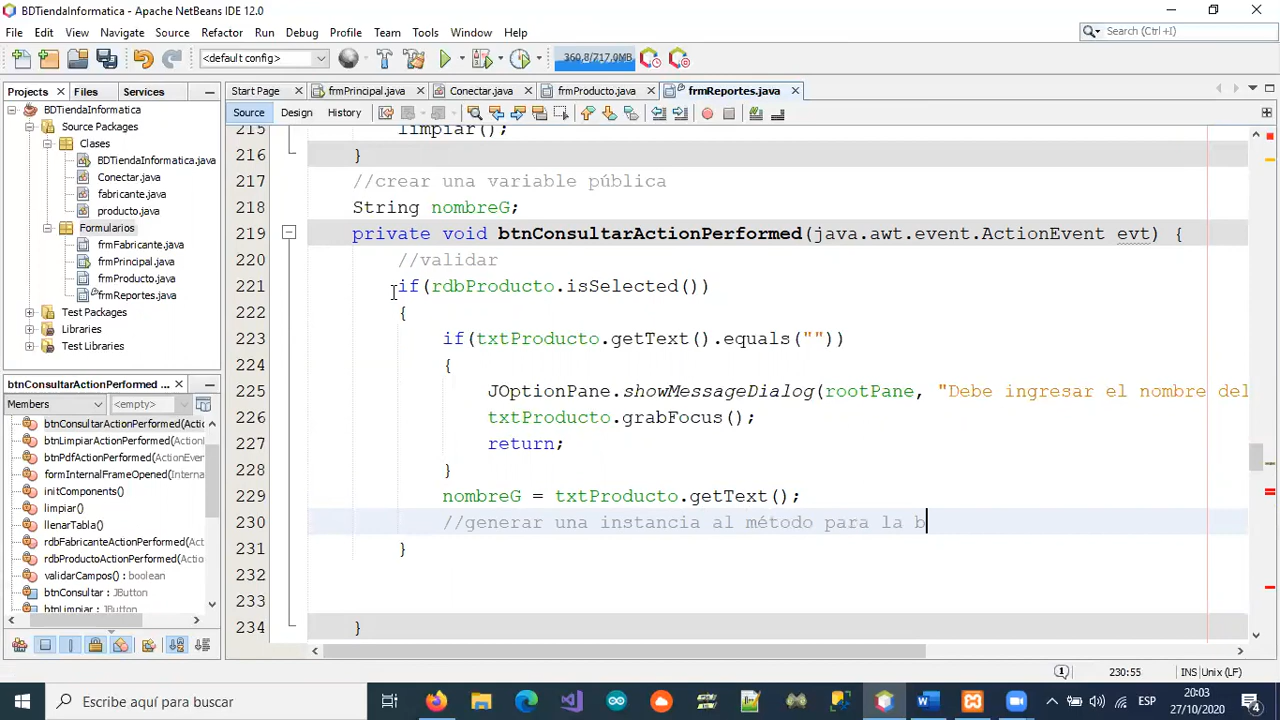 BDTiendaInformatica - Apache NetBeans IDE 12.0
File Edit View Navigate Source Refactor Run Debug Profile Team Tools Window Help
Search (Ctrl+I)
<default config>
360,8/717,0MB
Projects Files Services
Start Page frmPrincipal.java Conectar.java frmProducto.java frmReportes.java
Source Design History
BDTiendaInformatica
Source Packages
Clases
BDTiendaInformatica.java
Conectar.java
fabricante.java
producto.java
Formularios
frmFabricante.java
frmPrincipal.java
frmProducto.java
frmReportes.java
Test Packages
Libraries
Test Libraries
btnConsultarActionPerformed ...
Members <empty>
btnConsultarActionPerformed(Action
btnLimpiarActionPerformed(ActionI
btnPdfActionPerformed(ActionEver
formInternalFrameOpened(Interna
initComponents()
limpiar()
llenarTabla()
rdbFabricanteActionPerformed(Ac
rdbProductoActionPerformed(Actio
validarCampos() : boolean
btnConsultar : JButton
btnLimpiar : JButton
215 limpiar();
216 }
217 //crear una variable pública
218 String nombreG;
219 private void btnConsultarActionPerformed(java.awt.event.ActionEvent evt) {
220 //validar
221 if(rdbProducto.isSelected())
222 {
223 if(txtProducto.getText().equals(""))
224 {
225 JOptionPane.showMessageDialog(rootPane, "Debe ingresar el nombre del
226 txtProducto.grabFocus();
227 return;
228 }
229 nombreG = txtProducto.getText();
230 //generar una instancia al método para la b
231 }
232
233
234 }
1 230:55 INS Unix (LF)
Escribe aquí para buscar
ESP
20:03
27/10/2020
4